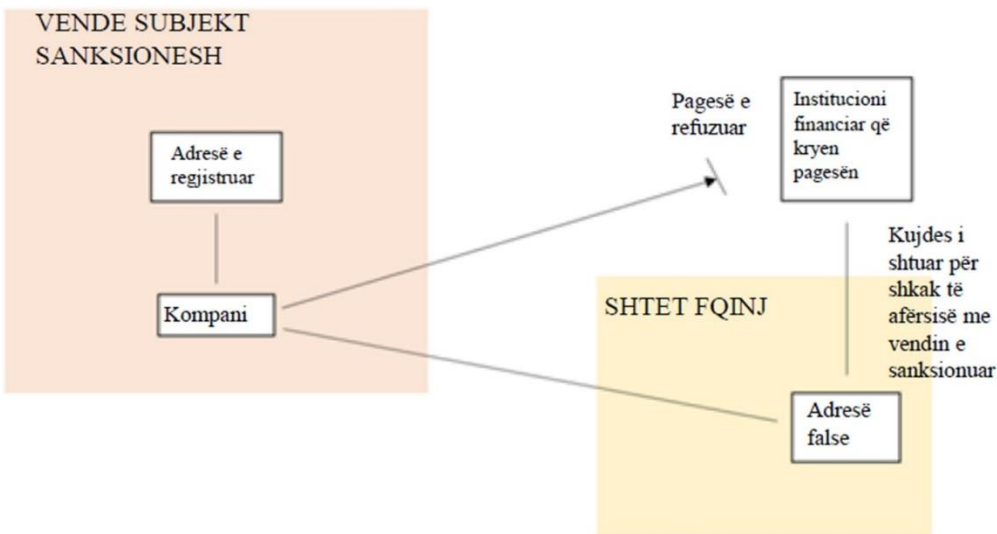 VENDE SUBJEKT
SANKSIONESH
Adresë e
regjistruar
Kompani
Pagesë e
refuzuar
Institucioni
financiar që
kryen
pagesën
Kujdes i
shtuar për
shkak të
afërsisë me
vendin e
sanksionuar
SHTET FQINJ
Adresë
false